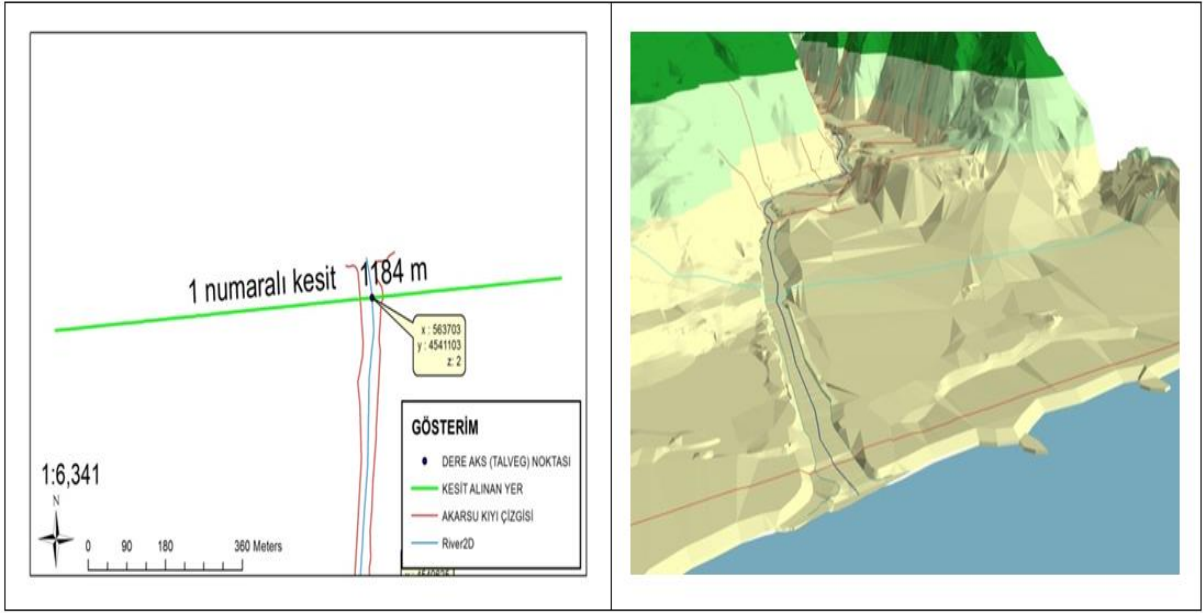 1 numaralı kesit 1184 m
x : 563703
y : 4541103
z: 2
GÖSTERİM
DERE AKS (TALVEG) NOKTASI
KESİT ALINAN YER
AKARSU KIYI ÇİZGİSİ
River2D
1:6,341
N
0 90 180 360 Meters